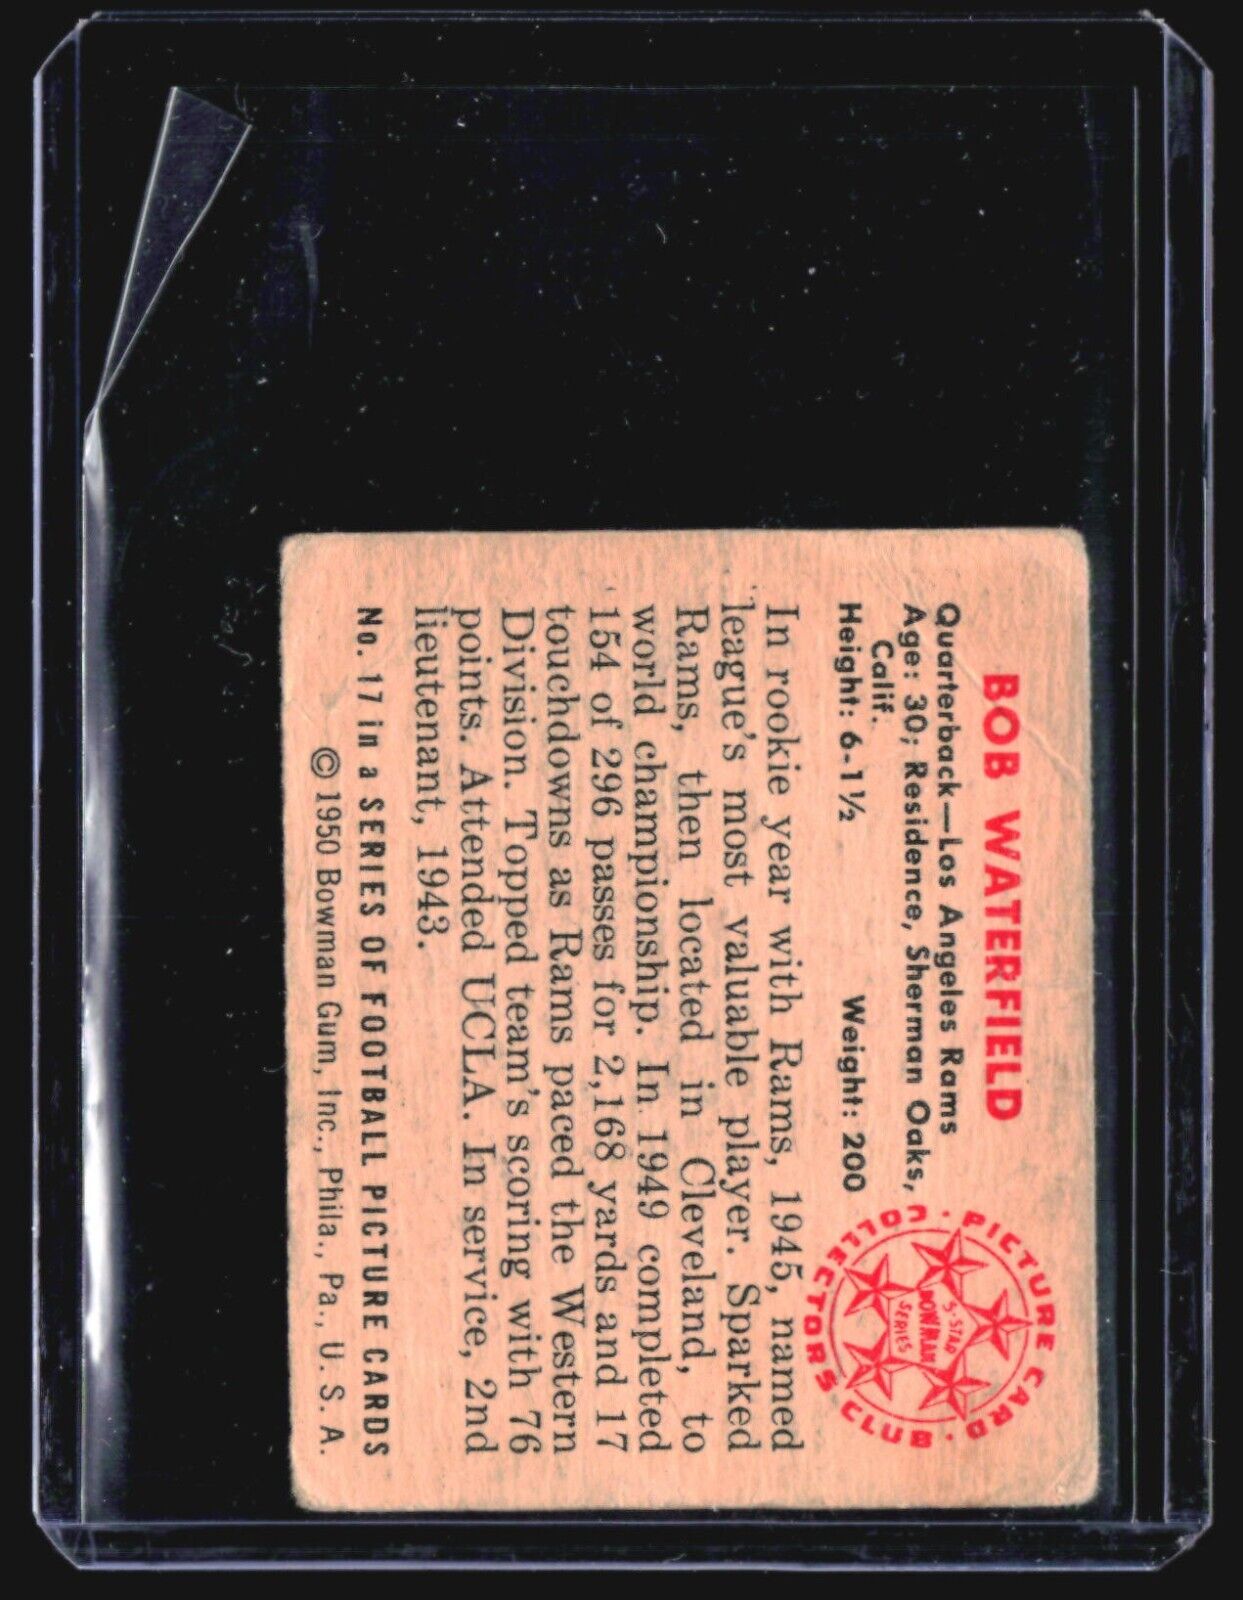 BOB WATERFIELD
Quarterback—Los Angeles Rams
Age: 30; Residence, Sherman Oaks,
Calif.
Height: 6-1½ Weight: 200
In rookie year with Rams, 1945, named
league's most valuable player. Sparked
Rams, then located in Cleveland, to
world championship. In 1949 completed
154 of 296 passes for 2,168 yards and 17
touchdowns as Rams paced the Western
Division. Topped team's scoring with 76
points. Attended UCLA. In service, 2nd
lieutenant, 1943.
No. 17 in a SERIES OF FOOTBALL PICTURE CARDS
© 1950 Bowman Gum, Inc., Phila., Pa., U. S. A.
PICTURE CARD · COLLECTORS CLUB ·
5-STAR
BOWMAN
SERIES